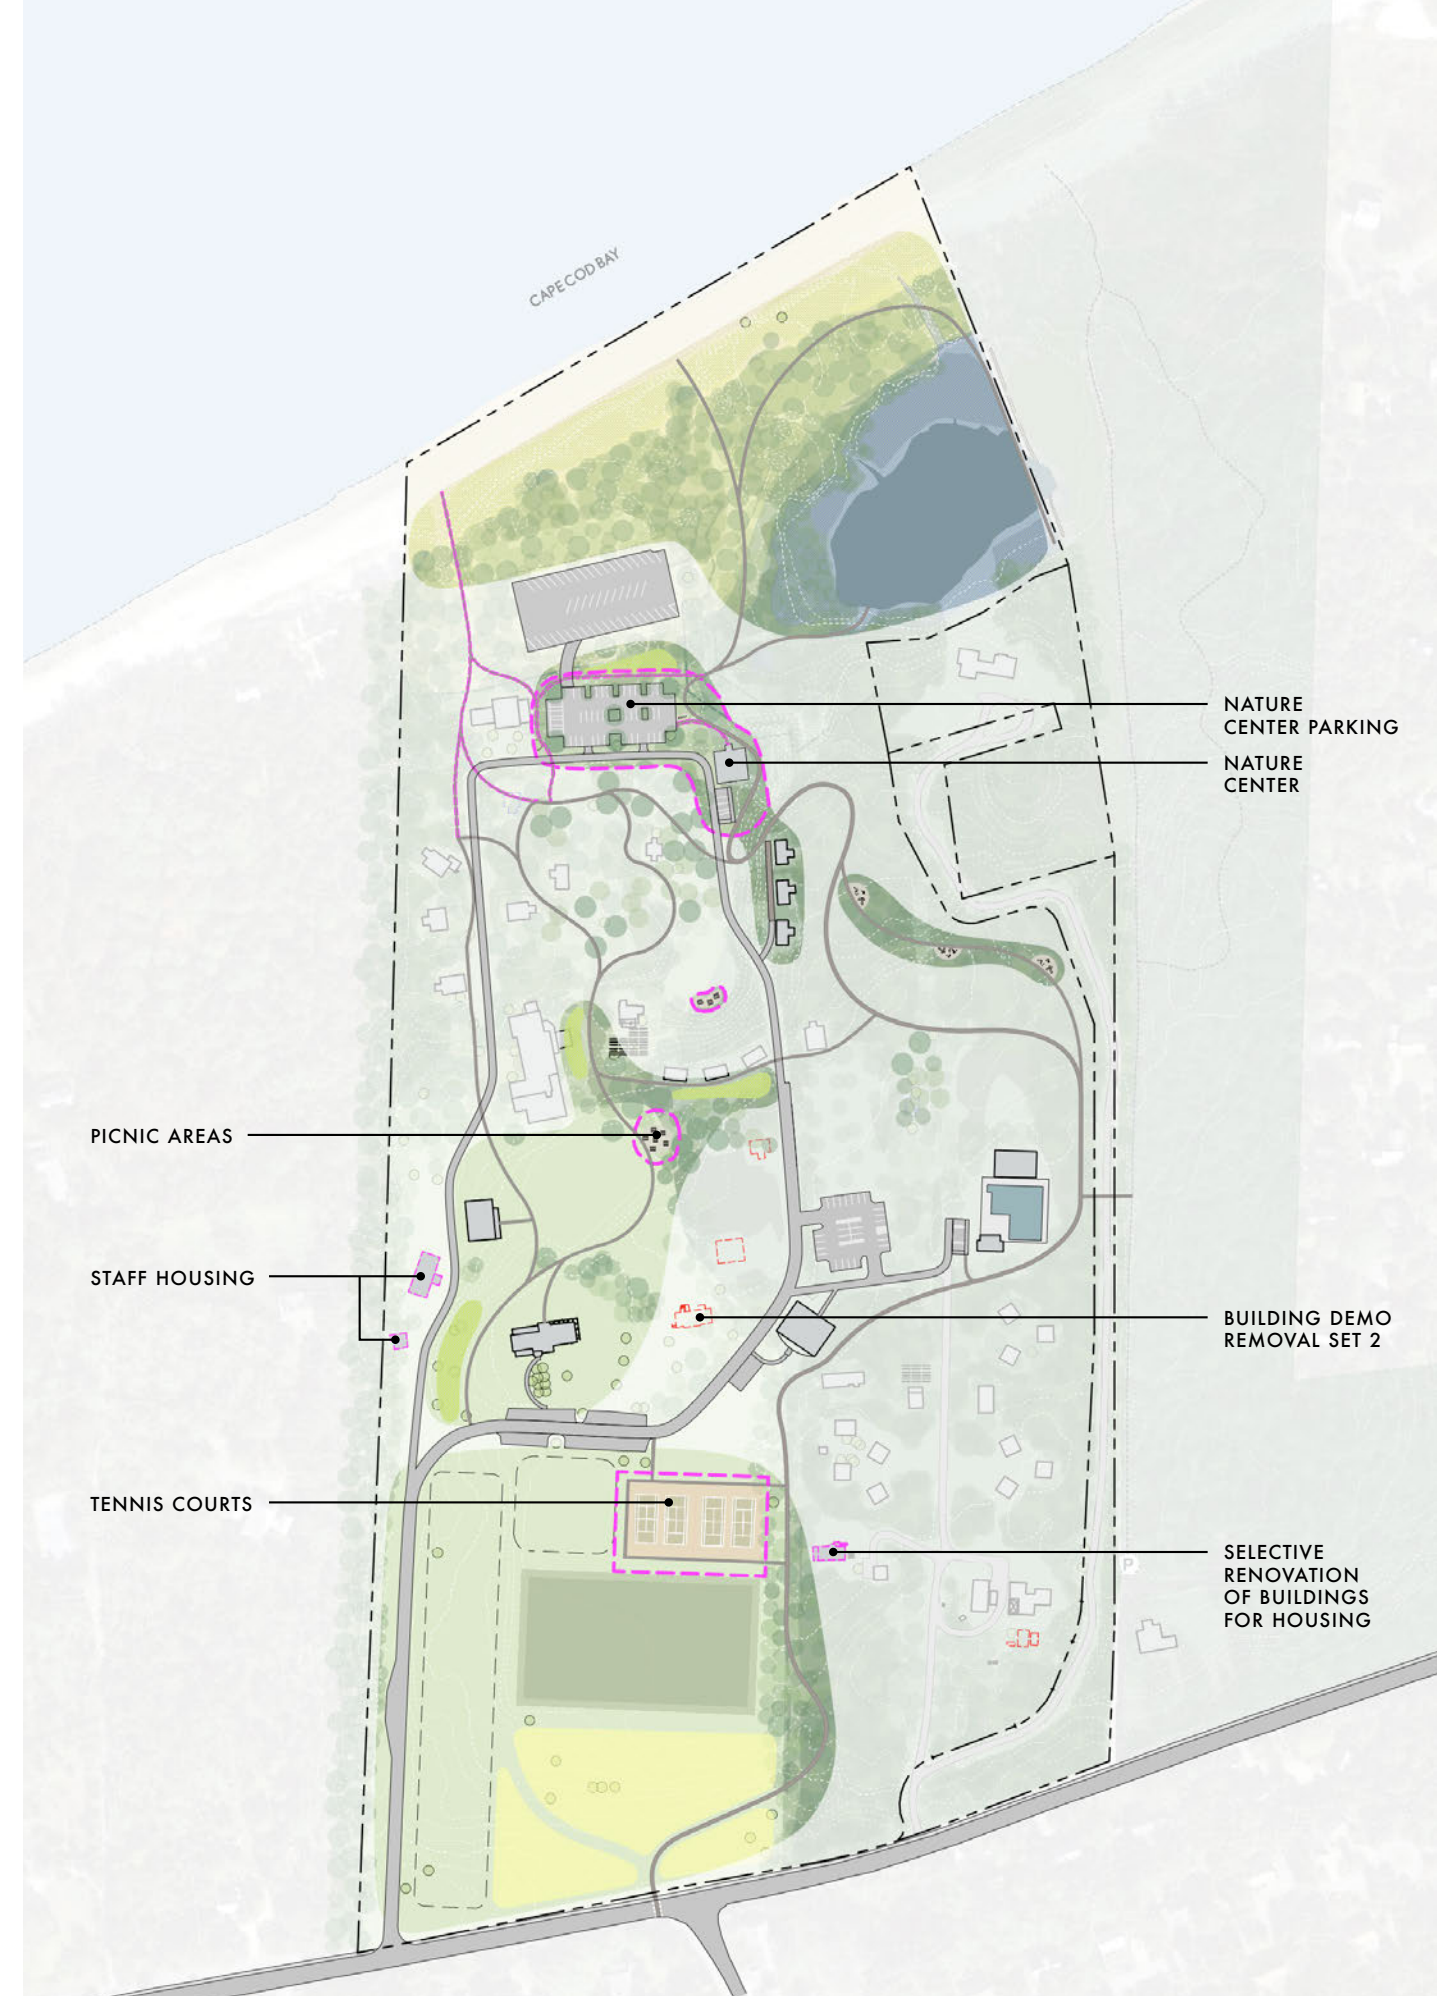 CAPE COD BAY
NATURE
CENTER PARKING
NATURE
CENTER
PICNIC AREAS
STAFF HOUSING
BUILDING DEMO
REMOVAL SET 2
TENNIS COURTS
SELECTIVE
RENOVATION
OF BUILDINGS
FOR HOUSING
P